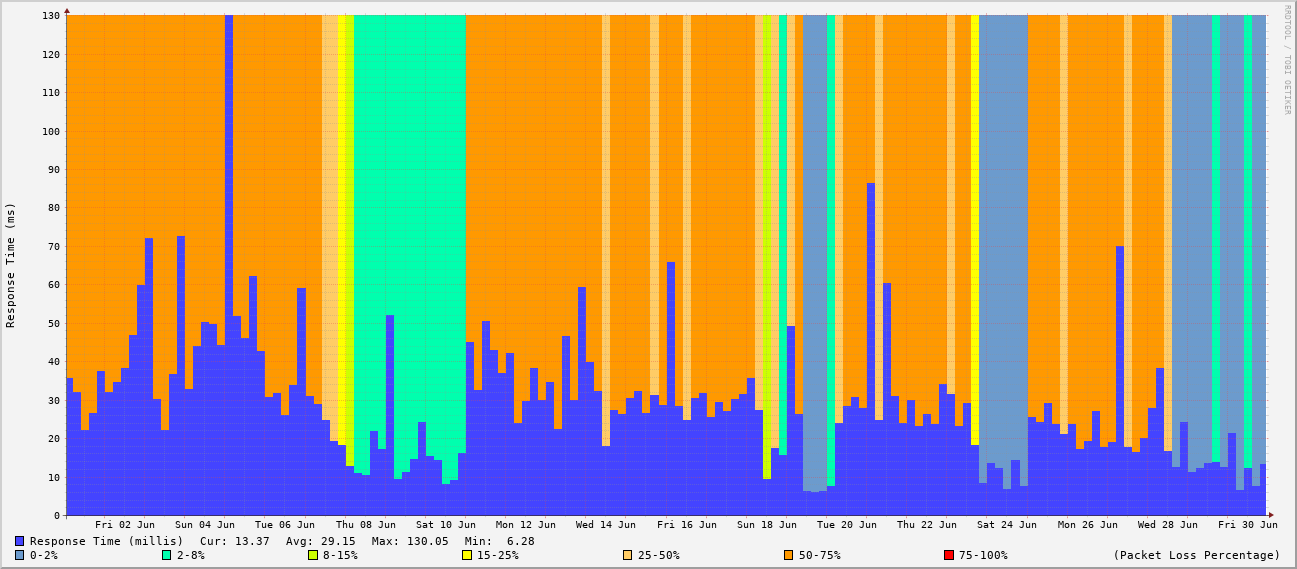 RRDTOOL / TOBI OETIKER
Response Time (ms)
130
120
110
100
90
80
70
60
50
40
30
20
10
0
Fri 02 Jun Sun 04 Jun Tue 06 Jun Thu 08 Jun Sat 10 Jun Mon 12 Jun Wed 14 Jun Fri 16 Jun Sun 18 Jun Tue 20 Jun Thu 22 Jun Sat 24 Jun Mon 26 Jun Wed 28 Jun Fri 30 Jun
Response Time (millis) Cur: 13.37 Avg: 29.15 Max: 130.05 Min: 6.28
0-2% 2-8% 8-15% 15-25% 25-50% 50-75% 75-100% (Packet Loss Percentage)